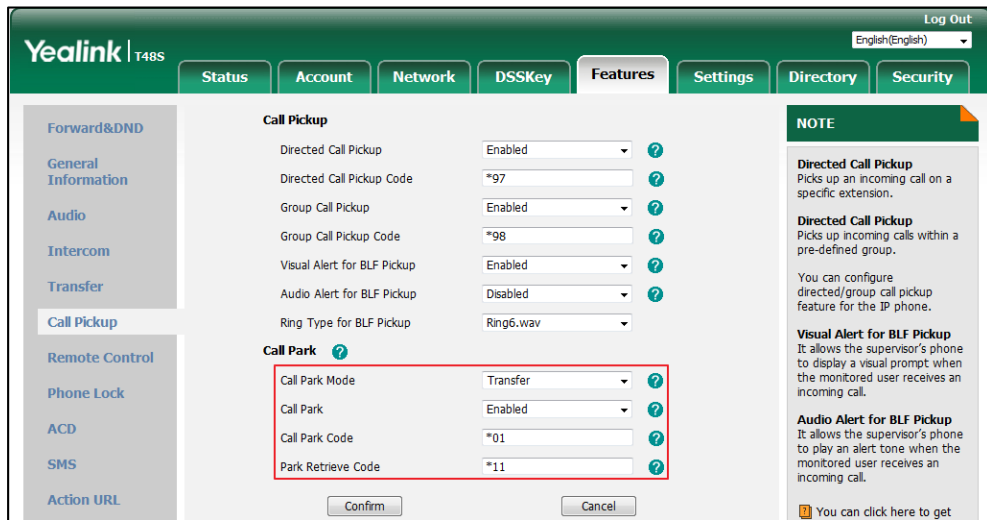 Log Out
Yealink T48S
English(English)
Status Account Network DSSKey Features Settings Directory Security
Forward&DND
General
Information
Audio
Intercom
Transfer
Call Pickup
Remote Control
Phone Lock
ACD
SMS
Action URL
Call Pickup
Directed Call Pickup Enabled ?
Directed Call Pickup Code *97 ?
Group Call Pickup Enabled ?
Group Call Pickup Code *98 ?
Visual Alert for BLF Pickup Enabled ?
Audio Alert for BLF Pickup Disabled ?
Ring Type for BLF Pickup Ring6.wav
Call Park ?
Call Park Mode Transfer ?
Call Park Enabled ?
Call Park Code *01 ?
Park Retrieve Code *11 ?
Confirm Cancel
NOTE
Directed Call Pickup
Picks up an incoming call on a
specific extension.
Directed Call Pickup
Picks up incoming calls within a
pre-defined group.
You can configure
directed/group call pickup
feature for the IP phone.
Visual Alert for BLF Pickup
It allows the supervisor's phone
to display a visual prompt when
the monitored user receives an
incoming call.
Audio Alert for BLF Pickup
It allows the supervisor's phone
to play an alert tone when the
monitored user receives an
incoming call.
? You can click here to get